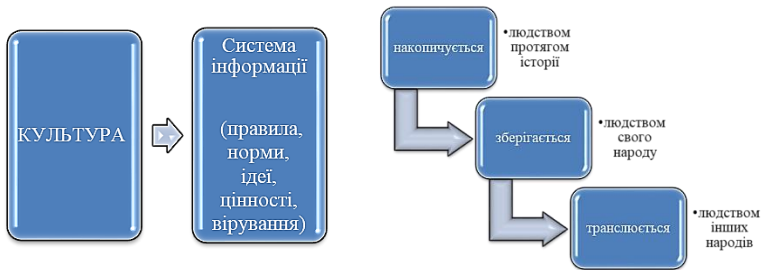 КУЛЬТУРА
Система
інформації
(правила,
норми,
ідеї,
цінності,
вірування)
накопичується
•людством
протягом
історії
зберігається
•людством
свого
народу
транслюється
•людством
інших
народів